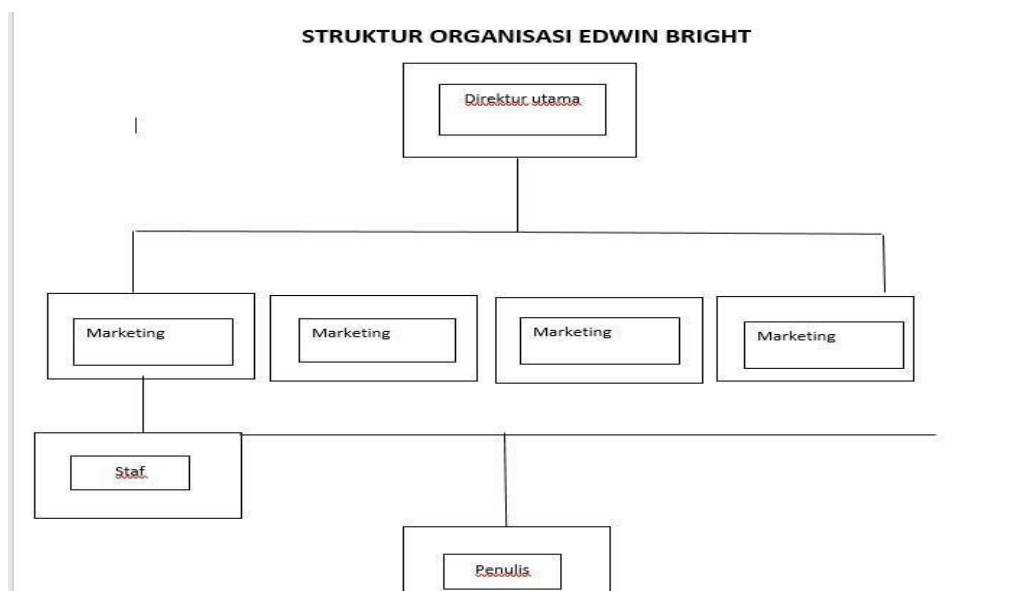 STRUKTUR ORGANISASI EDWIN BRIGHT
Direktur utama
Marketing
Marketing
Marketing
Marketing
Staf
Penulis